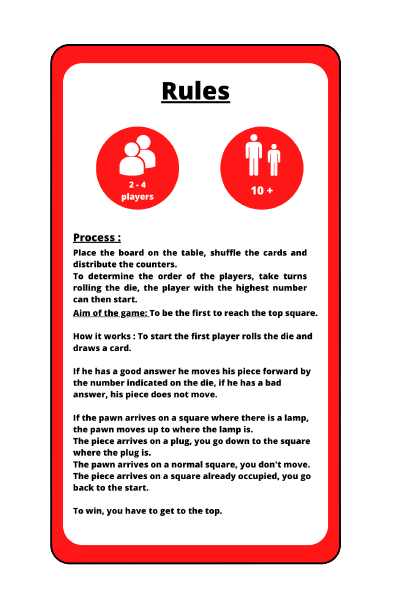 Rules
2 - 4
players
10 +
Process :
Place the board on the table, shuffle the cards and
distribute the counters.
To determine the order of the players, take turns
rolling the die, the player with the highest number
can then start.
Aim of the game: To be the first to reach the top square.
How it works : To start the first player rolls the die and
draws a card.
If he has a good answer he moves his piece forward by
the number indicated on the die, if he has a bad
answer, his piece does not move.
If the pawn arrives on a square where there is a lamp,
the pawn moves up to where the lamp is.
The piece arrives on a plug, you go down to the square
where the plug is.
The pawn arrives on a normal square, you don't move.
The piece arrives on a square already occupied, you go
back to the start.
To win, you have to get to the top.